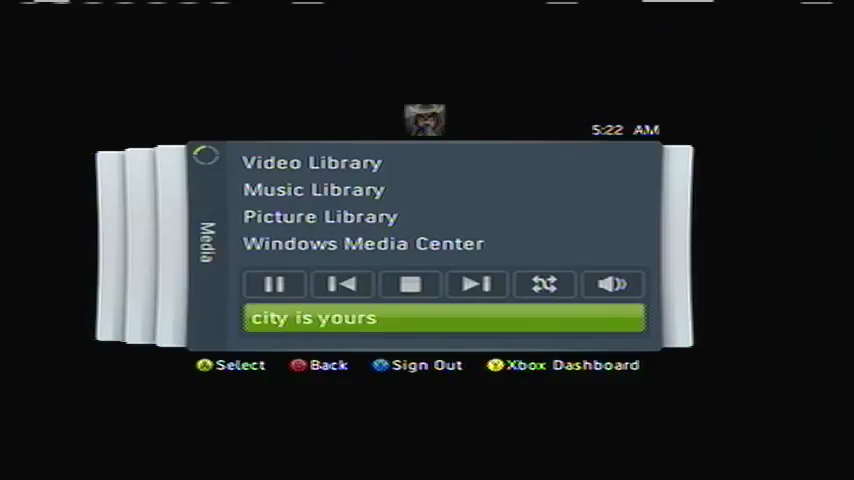 5:22 AM
Video Library
Music Library
Picture Library
Windows Media Center
Media
city is yours
Select Back Sign Out Xbox Dashboard